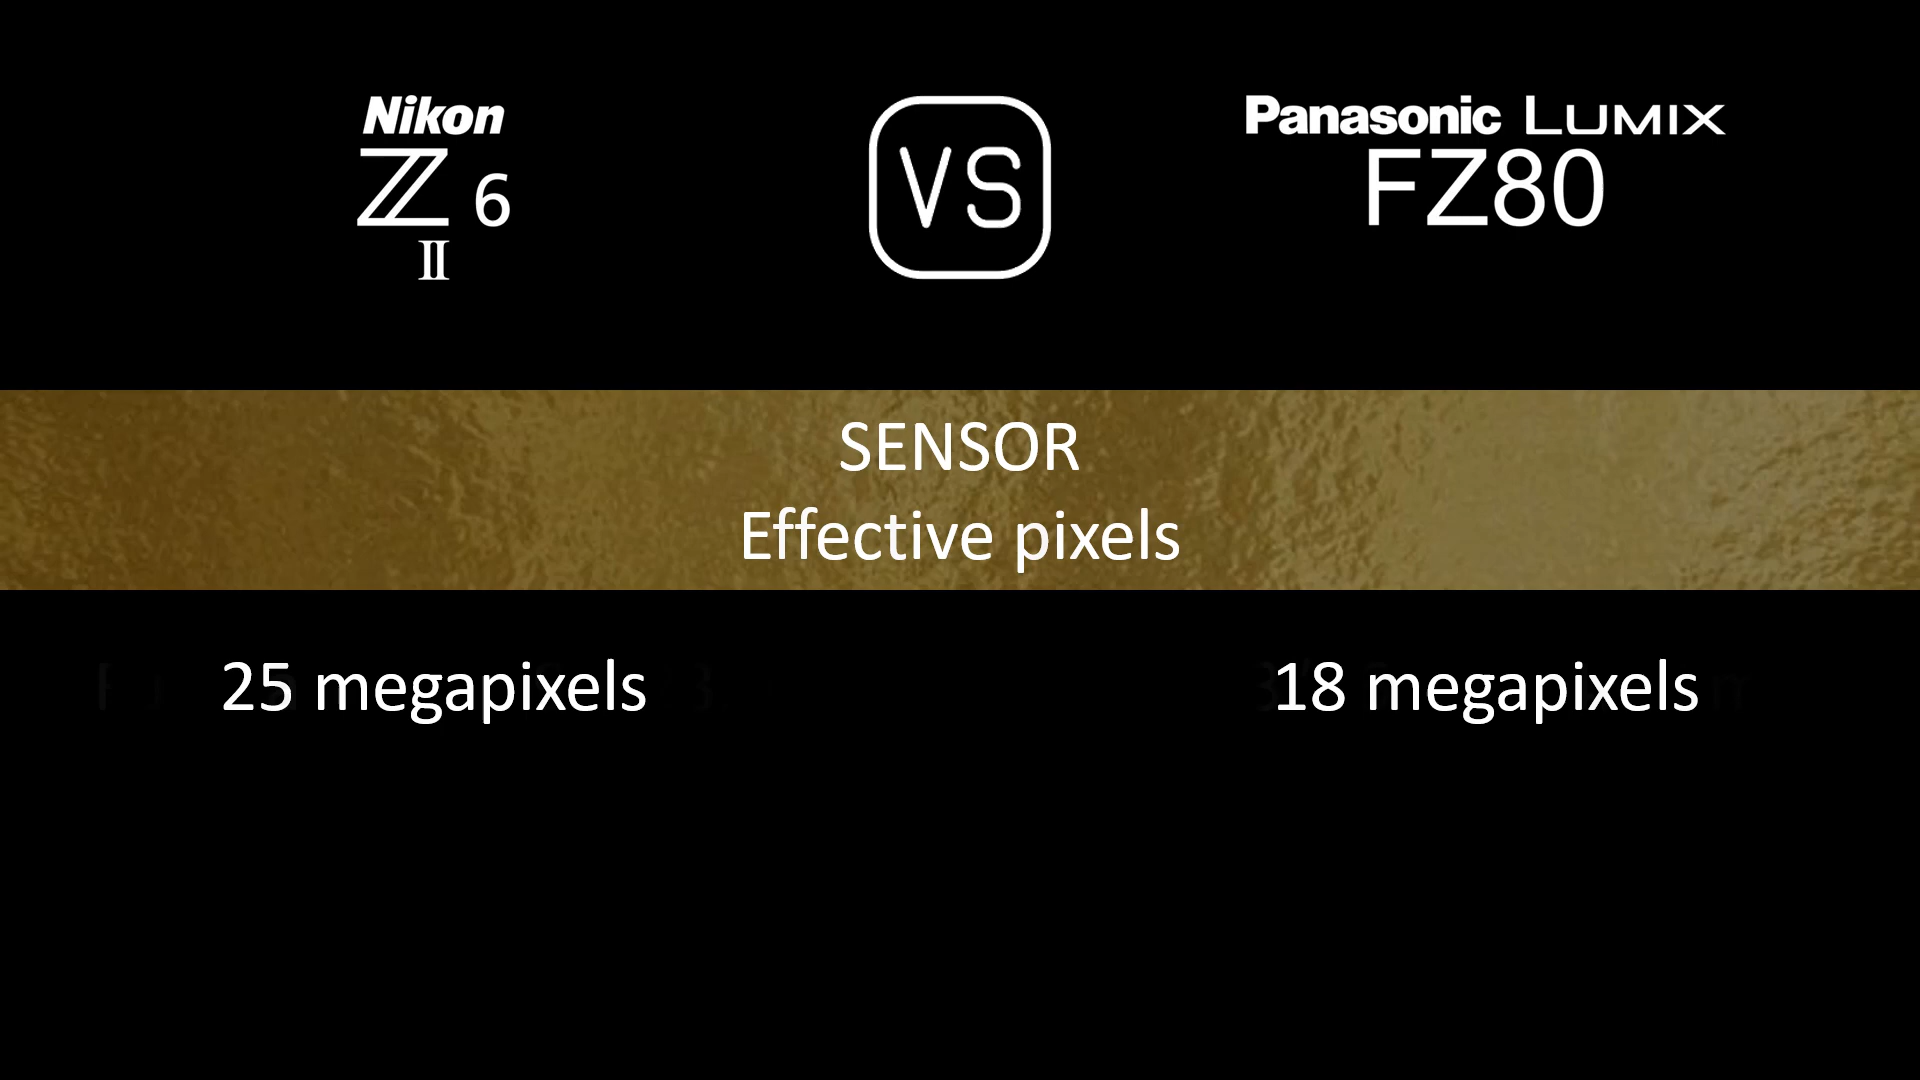 Nikon
Z 6
II
VS
Panasonic LUMIX
FZ80
SENSOR
Effective pixels
25 megapixels
18 megapixels